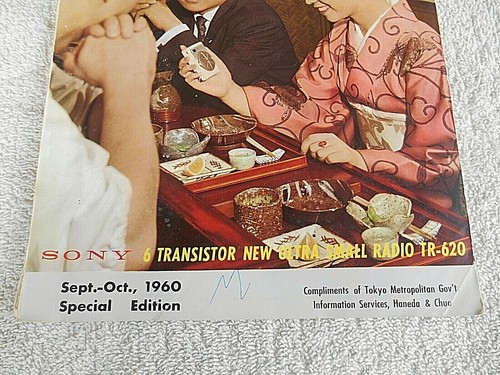 SONY 6 TRANSISTOR NEW ULTRA SMALL RADIO TR-620
Sept.-Oct., 1960
Special Edition
Compliments of Tokyo Metropolitan Gov't
Information Services, Haneda &